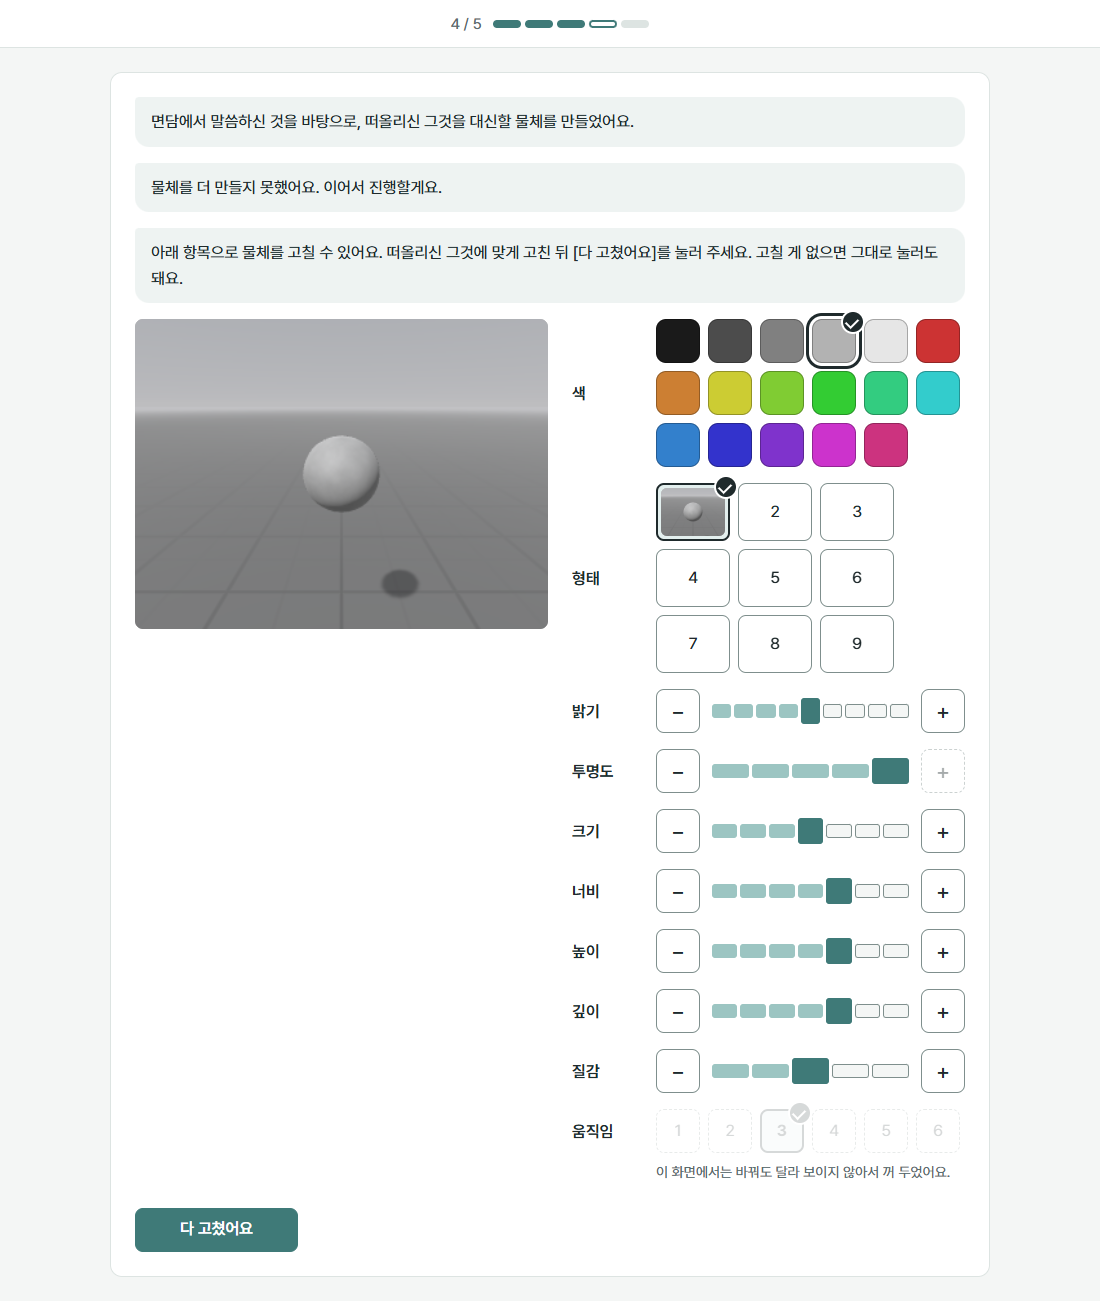 4 / 5
면담에서 말씀하신 것을 바탕으로, 떠올리신 그것을 대신할 물체를 만들었어요.
물체를 더 만들지 못했어요. 이어서 진행할게요.
아래 항목으로 물체를 고칠 수 있어요. 떠올리신 그것에 맞게 고친 뒤 [다 고쳤어요]를 눌러 주세요. 고칠 게 없으면 그대로 눌러도
돼요.
색
형태
2
3
4
5
6
7
8
9
밝기
−
+
투명도
−
+
크기
−
+
너비
−
+
높이
−
+
깊이
−
+
질감
−
+
움직임
1
2
3
4
5
6
이 화면에서는 바꿔도 달라 보이지 않아서 꺼 두었어요.
다 고쳤어요